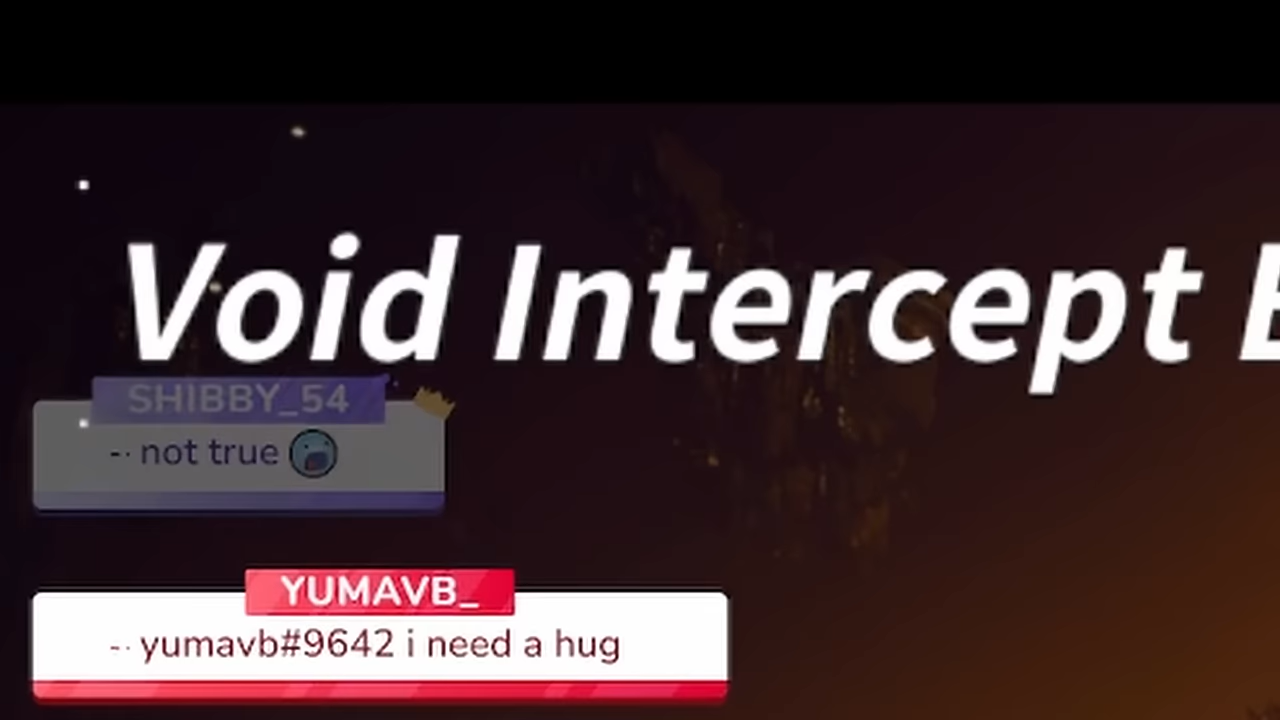 Void Intercept
SHIBBY_54
-· not true
YUMAVB_
-· yumavb#9642 i need a hug